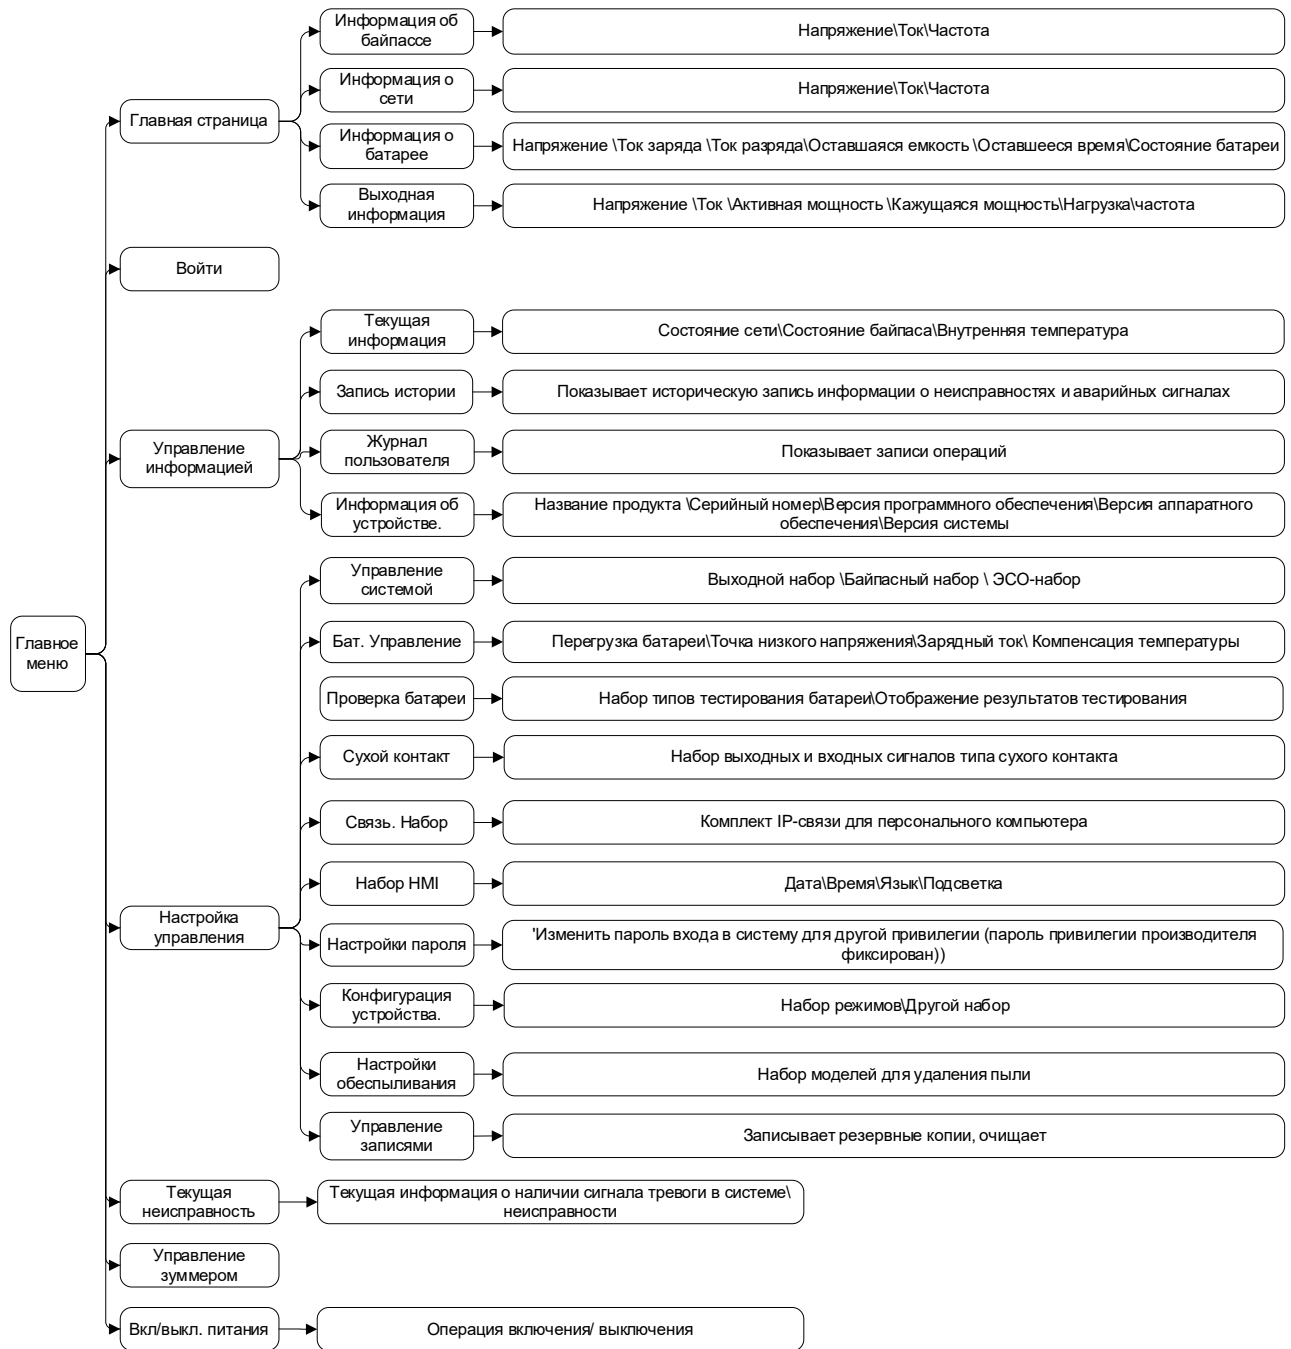 Информация об
байпассе
Напряжение\Ток\Частота
Информация о
сети
Напряжение\Ток\Частота
Главная страница
Информация о
батарее
Напряжение \Ток заряда \Ток разряда\Оставшаяся емкость \Оставшееся время\Состояние батареи
Выходная
информация
Напряжение \Ток \Активная мощность \Кажущаяся мощность\Нагрузка\частота
Войти
Текущая
информация
Состояние сети\Состояние байпаса\Внутренняя температура
Запись истории
Показывает историческую запись информации о неисправностях и аварийных сигналах
Управление
информацией
Журнал
пользователя
Показывает записи операций
Информация об
устройстве.
Название продукта \Серийный номер\Версия программного обеспечения\Версия аппаратного
обеспечения\Версия системы
Управление
системой
Выходной набор \Байпасный набор \ ЭСО-набор
Главное
меню
Бат. Управление
Перегрузка батареи\Точка низкого напряжения\Зарядный ток\ Компенсация температуры
Проверка батареи
Набор типов тестирования батареи\Отображение результатов тестирования
Сухой контакт
Набор выходных и входных сигналов типа сухого контакта
Связь. Набор
Комплект IP-связи для персонального компьютера
Набор HMI
Дата\Время\Язык\Подсветка
Настройка
управления
Настройки пароля
'Изменить пароль входа в систему для другой привилегии (пароль привилегии производителя
фиксирован))
Конфигурация
устройства.
Набор режимов\Другой набор
Настройки
обеспыливания
Набор моделей для удаления пыли
Управление
записями
Записывает резервные копии, очищает
Текущая
неисправность
Текущая информация о наличии сигнала тревоги в системе\
неисправности
Управление
зуммером
Вкл/выкл. питания
Операция включения/ выключения